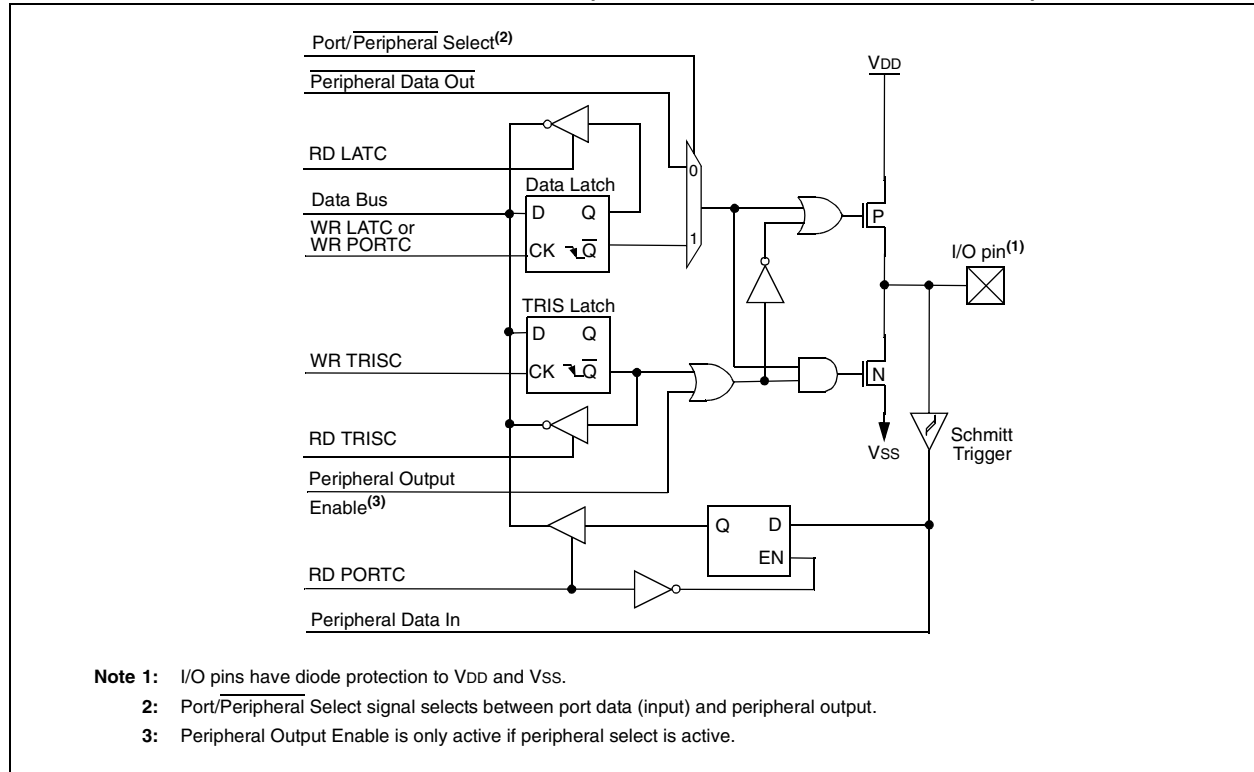 Port/Peripheral Select(2)
Peripheral Data Out
VDD
RD LATC
0
Data Latch
Data Bus
D Q
WR LATC or
WR PORTC
CK Q
1
P
I/O pin(1)
TRIS Latch
D Q
WR TRISC
CK Q
N
RD TRISC
VSS
Schmitt
Trigger
Peripheral Output
Enable(3)
Q D
EN
RD PORTC
Peripheral Data In
Note 1: I/O pins have diode protection to VDD and VSS.
2: Port/Peripheral Select signal selects between port data (input) and peripheral output.
3: Peripheral Output Enable is only active if peripheral select is active.